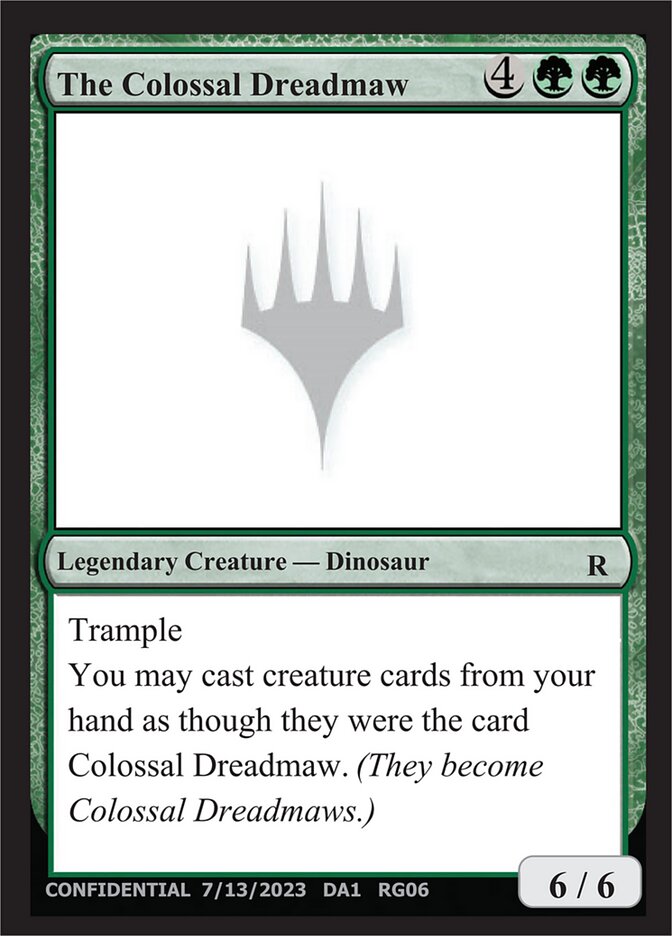 The Colossal Dreadmaw 4
Legendary Creature — Dinosaur R
Trample
You may cast creature cards from your
hand as though they were the card
Colossal Dreadmaw. (They become
Colossal Dreadmaws.)
CONFIDENTIAL 7/13/2023 DA1 RG06
6 / 6